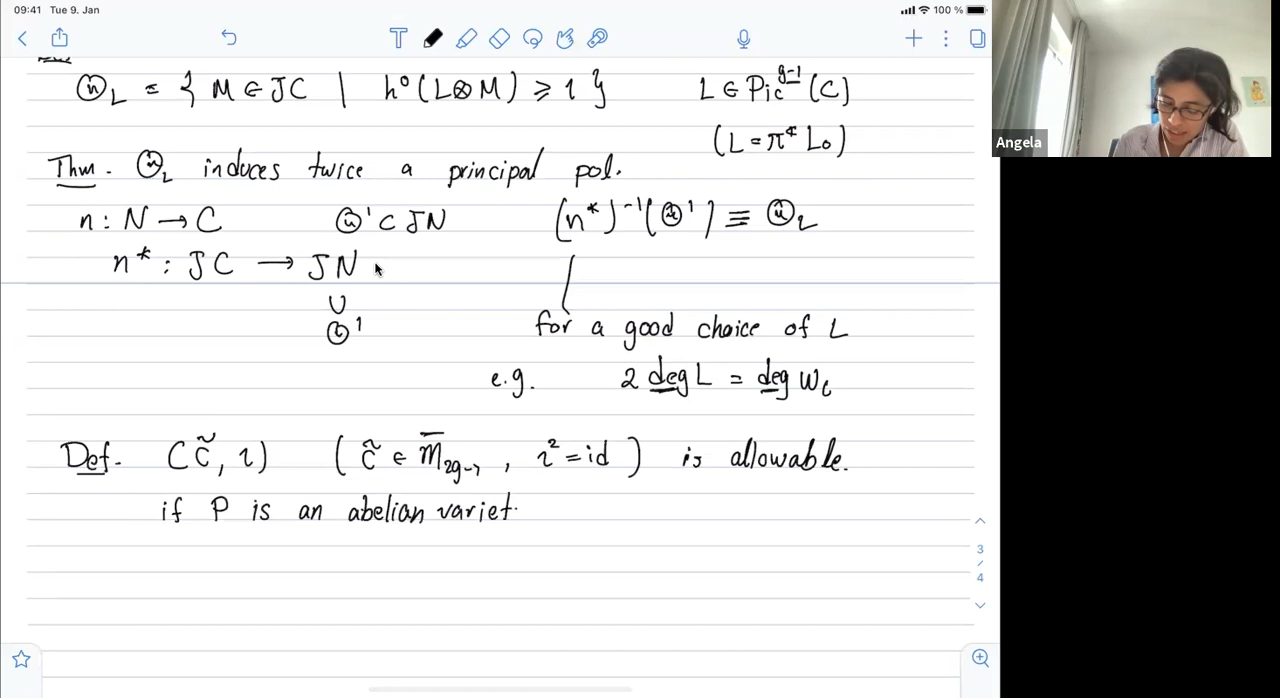 09:41 Tue 9. Jan 100 %
Θ_L = { M ∈ JC | h⁰(L⊗M) ⩾ 1 } L ∈ Pic^{g-1}(C)
(L = π* L₀)
Thm. Θ_L induces twice a principal pol.
n : N → C Θ' ⊂ JN (n*)⁻¹(Θ') ≡ Θ_L
n* : JC → JN
∪
Θ'
for a good choice of L
e.g. 2 deg L = deg ω_C
Def. (C̃, ι) ( C̃ ∈ M̄_{2g-1}, ι² = id ) is allowable.
if P is an abelian variet.
3
/
4
Angela